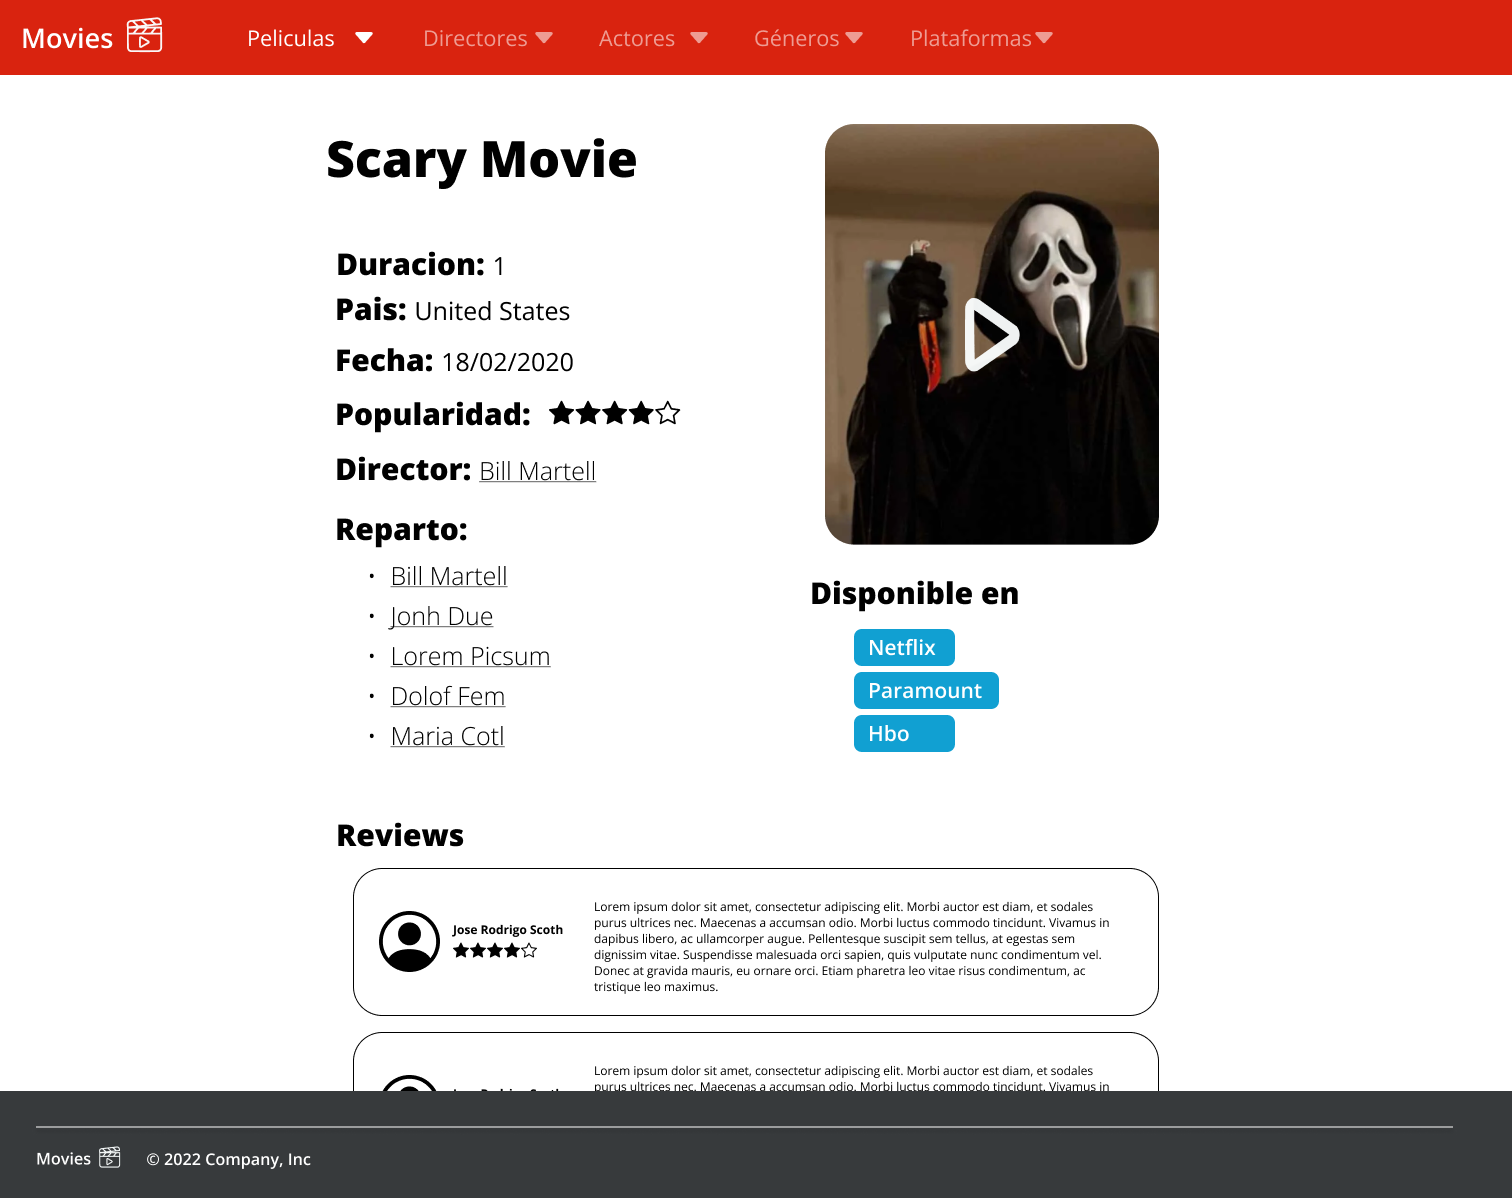 Movies
Peliculas
Directores
Actores
Géneros
Plataformas
Scary Movie
Duracion: 1
Pais: United States
Fecha: 18/02/2020
Popularidad:
Director: Bill Martell
Reparto:
• Bill Martell
• Jonh Due
• Lorem Picsum
• Dolof Fem
• Maria Cotl
Disponible en
Netflix
Paramount
Hbo
Reviews
Jose Rodrigo Scoth
Lorem ipsum dolor sit amet, consectetur adipiscing elit. Morbi auctor est diam, et sodales
purus ultrices nec. Maecenas a accumsan odio. Morbi luctus commodo tincidunt. Vivamus in
dapibus libero, ac ullamcorper augue. Pellentesque suscipit sem tellus, at egestas sem
dignissim vitae. Suspendisse malesuada orci sapien, quis vulputate nunc condimentum vel.
Donec at gravida mauris, eu ornare orci. Etiam pharetra leo vitae risus condimentum, ac
tristique leo maximus.
Lorem ipsum dolor sit amet, consectetur adipiscing elit. Morbi auctor est diam, et sodales
purus ultrices nec. Maecenas a accumsan odio. Morbi luctus commodo tincidunt. Vivamus in
Movies
© 2022 Company, Inc